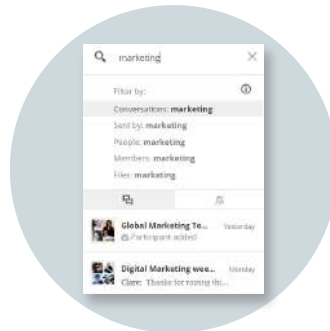 marketing
Filter by:
Conversations: marketing
Sent by: marketing
People: marketing
Members: marketing
Files: marketing
Global Marketing Te... Yesterday
Participant added
Digital Marketing wee... Monday
Clare: Thanks for running thi...